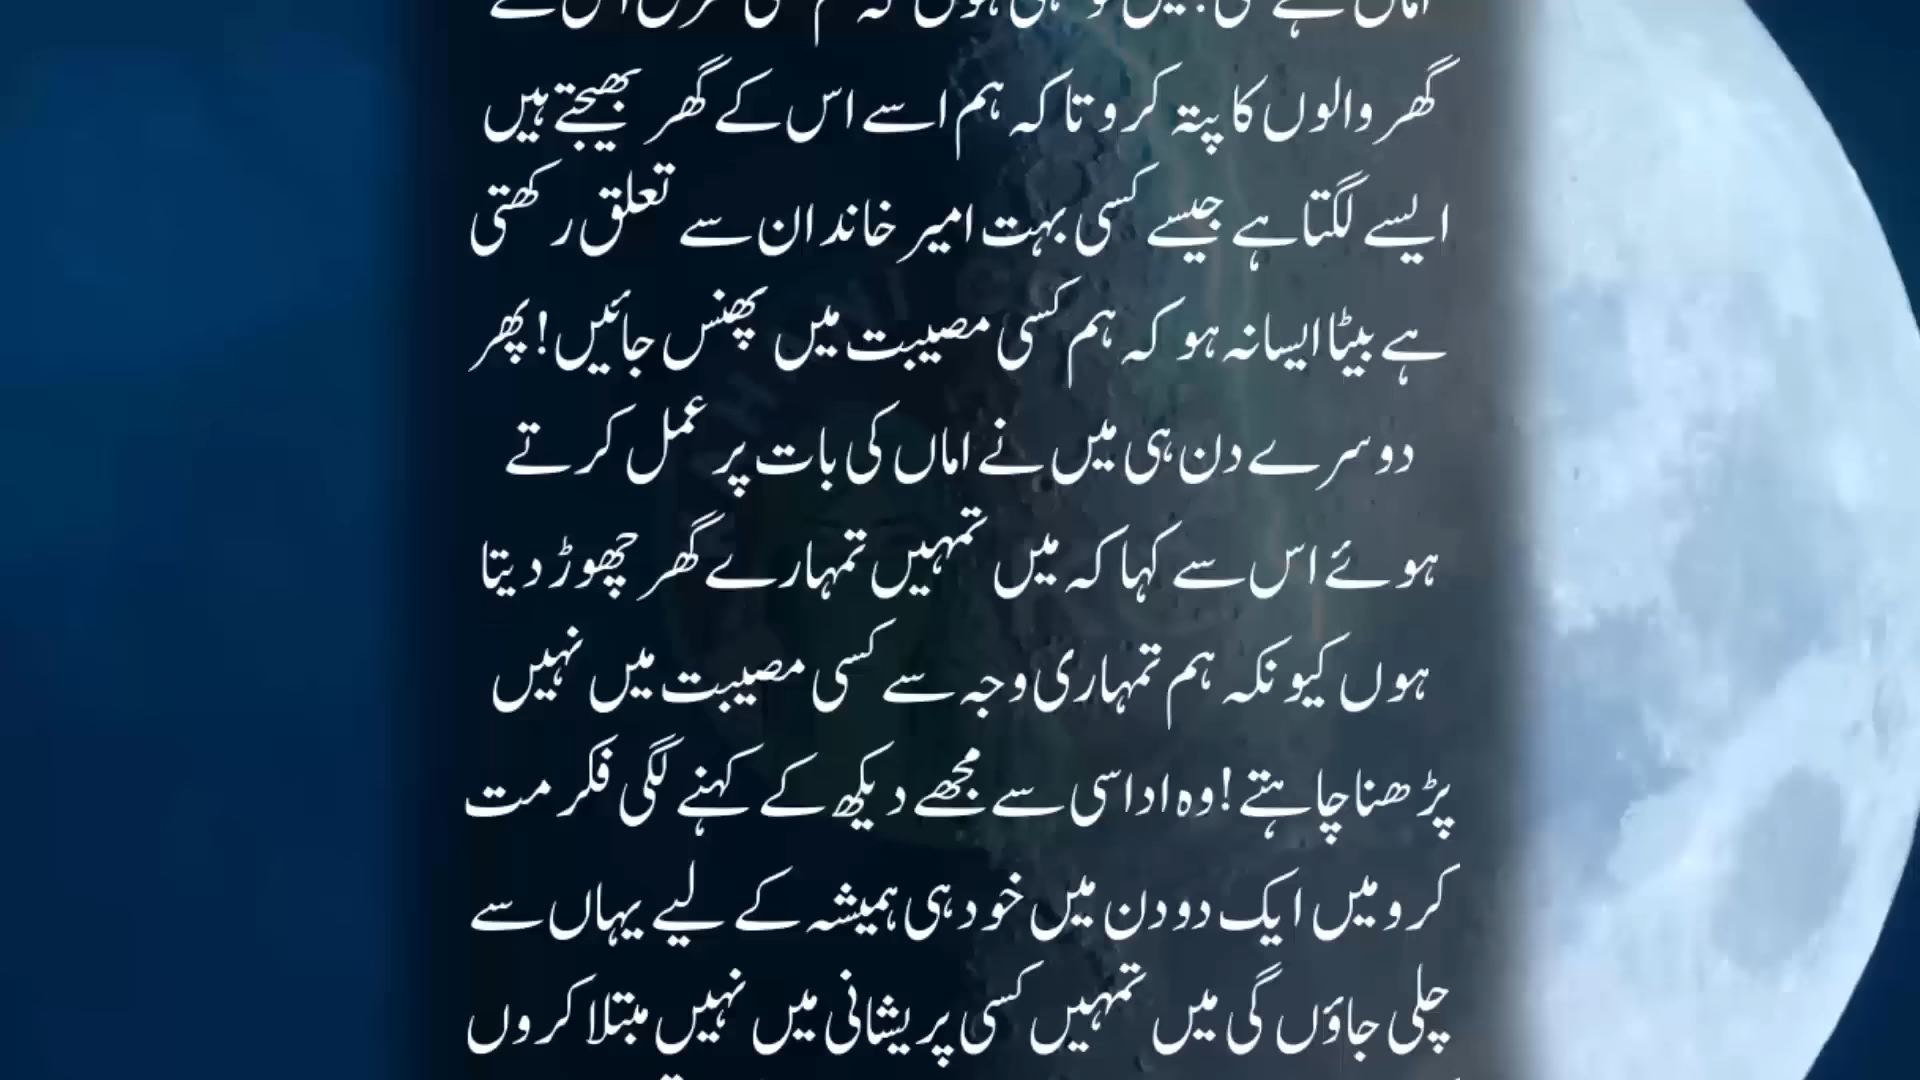 گھر والوں کا پتہ کرو تا کہ ہم اسے اس کے گھر بھیجتے ہیں
ایسے لگتا ہے جیسے کسی بہت امیر خاندان سے تعلق رکھتی
ہے بیٹا ایسا نہ ہو کہ ہم کسی مصیبت میں پھنس جائیں! پھر
دوسرے دن ہی میں نے اماں کی بات پر عمل کرتے
ہوئے اس سے کہا کہ میں تمہیں تمہارے گھر چھوڑ دیتا
ہوں کیونکہ ہم تمہاری وجہ سے کسی مصیبت میں نہیں
پڑھنا چاہتے! وہ اداسی سے مجھے دیکھ کے کہنے لگی فکر مت
کرو میں ایک دو دن میں خود ہی ہمیشہ کے لیے یہاں سے
چلی جاؤں گی میں تمہیں کسی پریشانی میں نہیں مبتلا کروں